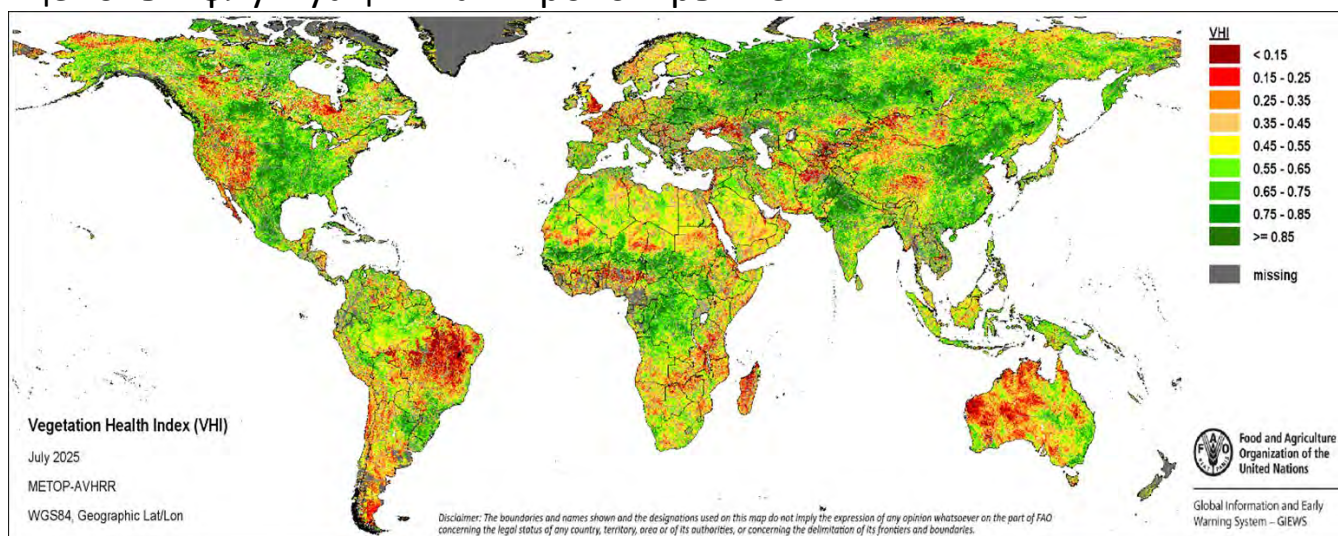 VHI
< 0.15
0.15 - 0.25
0.25 - 0.35
0.35 - 0.45
0.45 - 0.55
0.55 - 0.65
0.65 - 0.75
0.75 - 0.85
>= 0.85
missing
Vegetation Health Index (VHI)
July 2025
METOP-AVHRR
WGS84, Geographic Lat/Lon
Disclaimer: The boundaries and names shown and the designations used on this map do not imply the expression of any opinion whatsoever on the part of FAO
concerning the legal status of any country, territory, area or of its authorities, or concerning the delimitation of its frontiers and boundaries.
FAO
Food and Agriculture
Organization of the
United Nations
Global Information and Early
Warning System – GIEWS